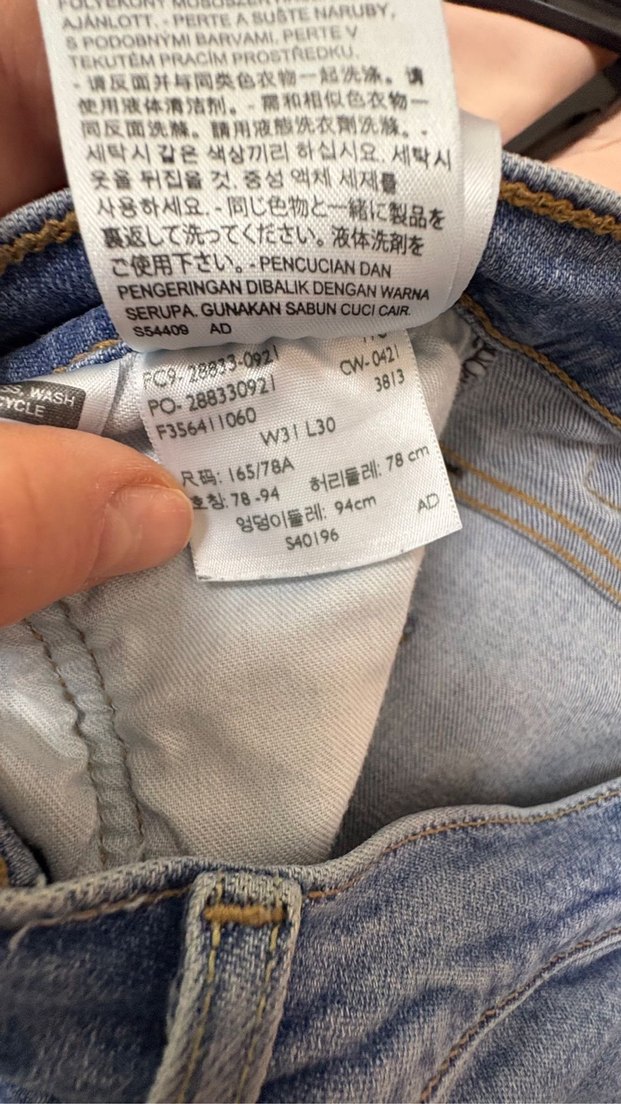 AJÁNLOTT. - PERTE A SUŠTE NARUBY,
S PODOBNÝMI BARVAMI. PERTE V
TEKUTÉM PRACÍM PROSTŘEDKU.
- 请反面并与同类色衣物一起洗涤。请
使用液体清洁剂。- 需和相似色衣物一
同反面洗滌。請用液態洗衣劑洗滌。-
세탁시 같은 색상끼리 하십시요. 세탁시
옷을 뒤집을 것. 중성 액체 세제를
사용하세요. - 同じ色物と一緒に製品を
裏返して洗ってください。液体洗剤を
ご使用下さい。- PENCUCIAN DAN
PENGERINGAN DIBALIK DENGAN WARNA
SERUPA. GUNAKAN SABUN CUCI CAIR.
S54409 AD
WASH
CYCLE
PC9- 28833-0921
CW-0421
PO- 288330921
3813
F356411060
W31 L30
尺码: 165/78A
호칭: 78 -94 허리둘레: 78 cm
엉덩이둘레: 94cm AD
S40196